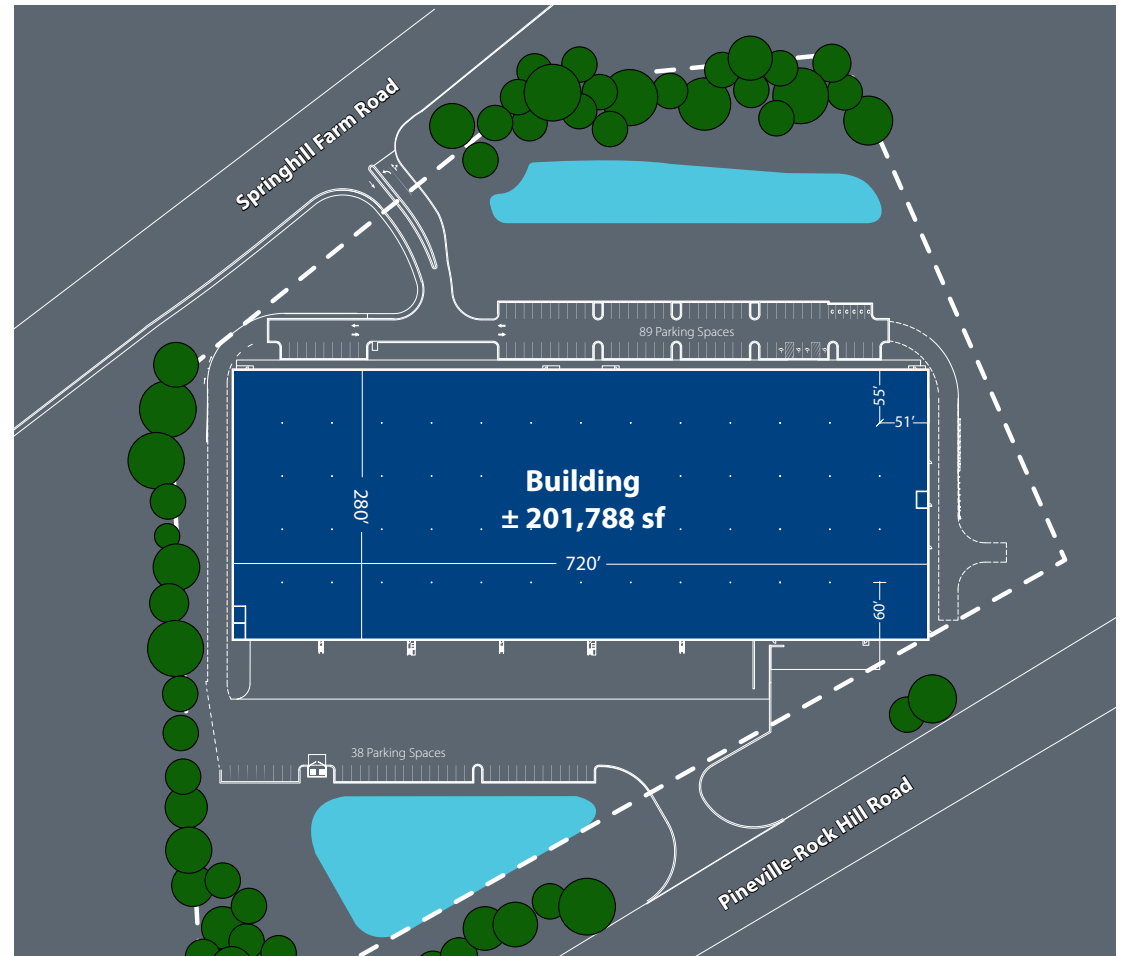 Springhill Farm Road
89 Parking Spaces
55’
51’
Building
± 201,788 sf
280’
720’
60’
38 Parking Spaces
Pineville-Rock Hill Road